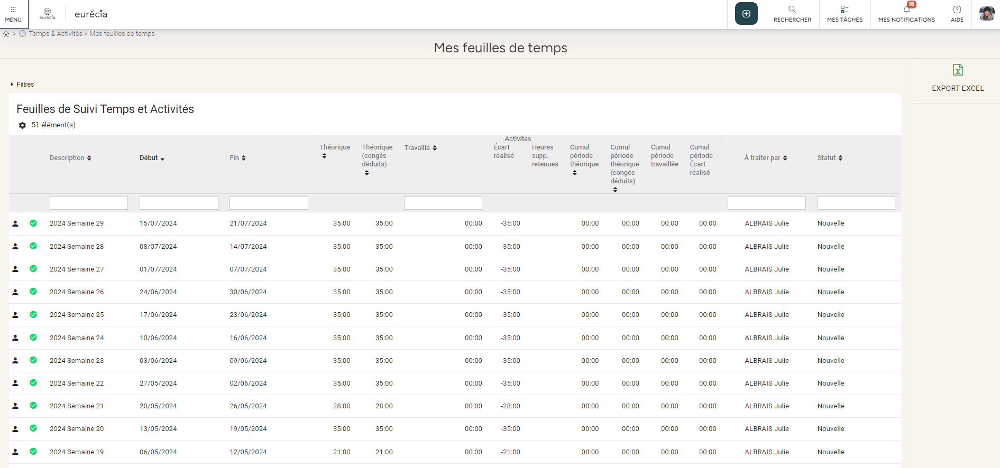 MENU
eurécia
eurécia
RECHERCHER
MES TÂCHES
16
MES NOTIFICATIONS
AIDE
> Temps & Activités > Mes feuilles de temps
Mes feuilles de temps
EXPORT EXCEL
Filtres
Feuilles de Suivi Temps et Activités
51 élément(s)
Activités
Description Début Fin Théorique Théorique (congés déduits) Travaillé Écart réalisé Heures supp. retenues Cumul période théorique Cumul période théorique (congés déduits) Cumul période travaillée Cumul période Écart réalisé À traiter par Statut
2024 Semaine 29 15/07/2024 21/07/2024 35:00 35:00 00:00 -35:00 00:00 00:00 00:00 00:00 ALBRAIS Julie Nouvelle
2024 Semaine 28 08/07/2024 14/07/2024 35:00 35:00 00:00 -35:00 00:00 00:00 00:00 00:00 ALBRAIS Julie Nouvelle
2024 Semaine 27 01/07/2024 07/07/2024 35:00 35:00 00:00 -35:00 00:00 00:00 00:00 00:00 ALBRAIS Julie Nouvelle
2024 Semaine 26 24/06/2024 30/06/2024 35:00 35:00 00:00 -35:00 00:00 00:00 00:00 00:00 ALBRAIS Julie Nouvelle
2024 Semaine 25 17/06/2024 23/06/2024 35:00 35:00 00:00 -35:00 00:00 00:00 00:00 00:00 ALBRAIS Julie Nouvelle
2024 Semaine 24 10/06/2024 16/06/2024 35:00 35:00 00:00 -35:00 00:00 00:00 00:00 00:00 ALBRAIS Julie Nouvelle
2024 Semaine 23 03/06/2024 09/06/2024 35:00 35:00 00:00 -35:00 00:00 00:00 00:00 00:00 ALBRAIS Julie Nouvelle
2024 Semaine 22 27/05/2024 02/06/2024 35:00 35:00 00:00 -35:00 00:00 00:00 00:00 00:00 ALBRAIS Julie Nouvelle
2024 Semaine 21 20/05/2024 26/05/2024 28:00 28:00 00:00 -28:00 00:00 00:00 00:00 00:00 ALBRAIS Julie Nouvelle
2024 Semaine 20 13/05/2024 19/05/2024 35:00 35:00 00:00 -35:00 00:00 00:00 00:00 00:00 ALBRAIS Julie Nouvelle
2024 Semaine 19 06/05/2024 12/05/2024 21:00 21:00 00:00 -21:00 00:00 00:00 00:00 00:00 ALBRAIS Julie Nouvelle